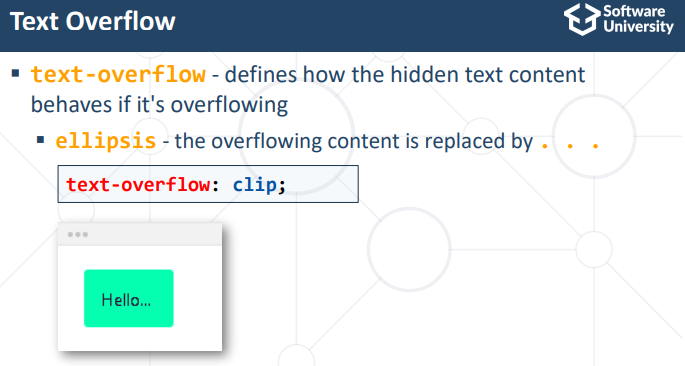 Text Overflow
Software
University
▪ text-overflow - defines how the hidden text content
behaves if it's overflowing
▪ ellipsis - the overflowing content is replaced by . . .
text-overflow: clip;
Hello...